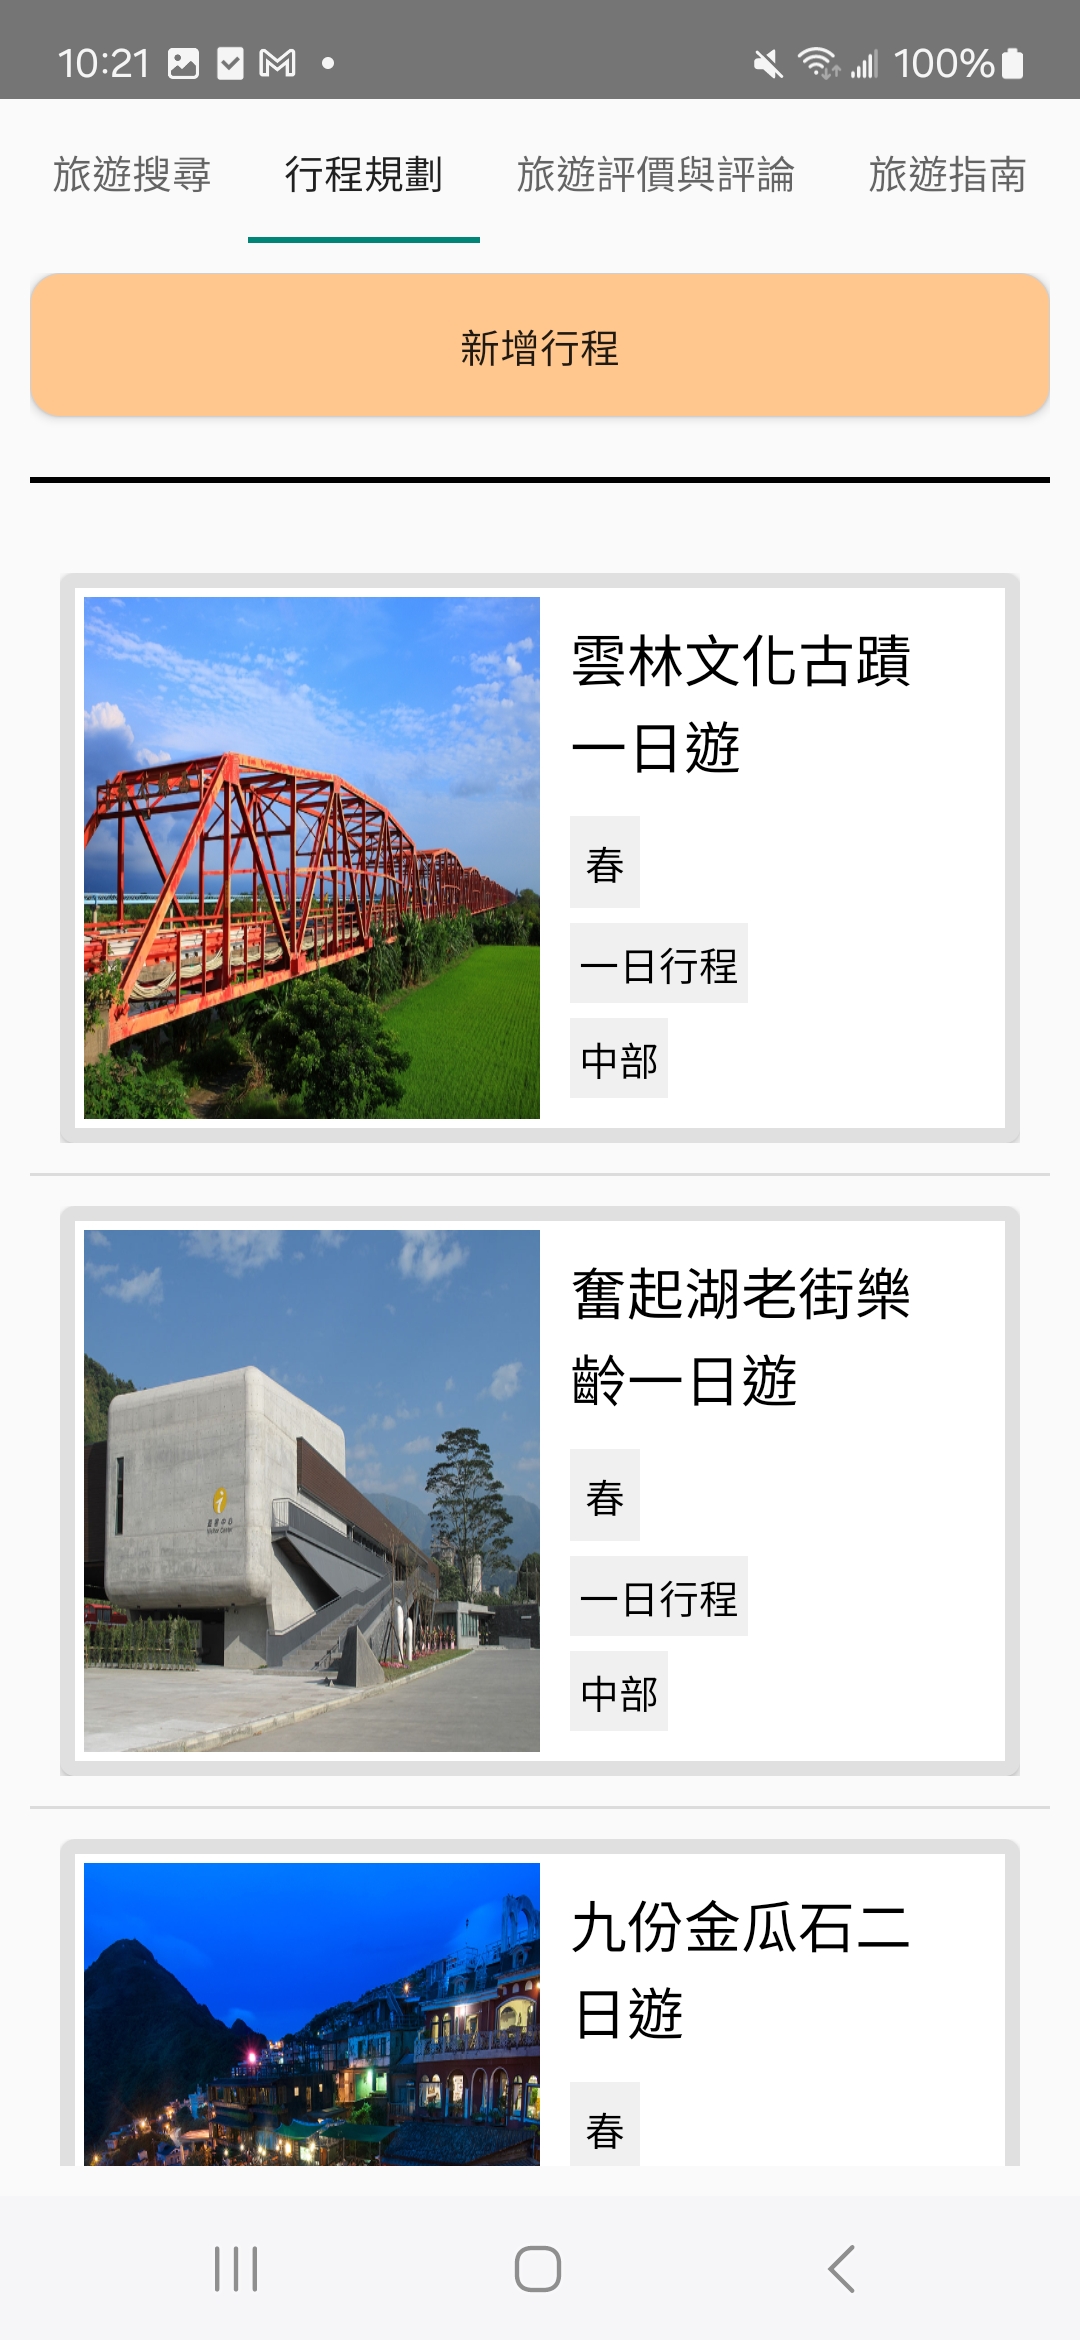 10:21
100%
旅遊搜尋 行程規劃 旅遊評價與評論 旅遊指南
新增行程
雲林文化古蹟
一日遊
春
一日行程
中部
奮起湖老街樂
齡一日遊
春
一日行程
中部
九份金瓜石二
日遊
春